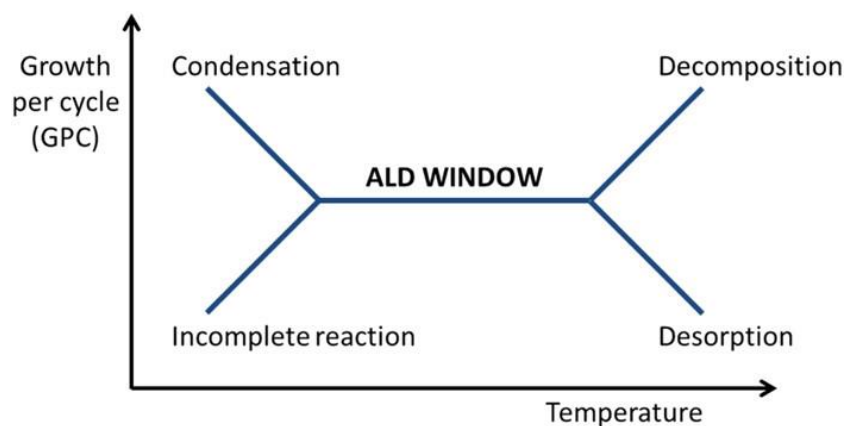 Growth
per cycle
(GPC)
Condensation
Decomposition
ALD WINDOW
Incomplete reaction
Desorption
Temperature